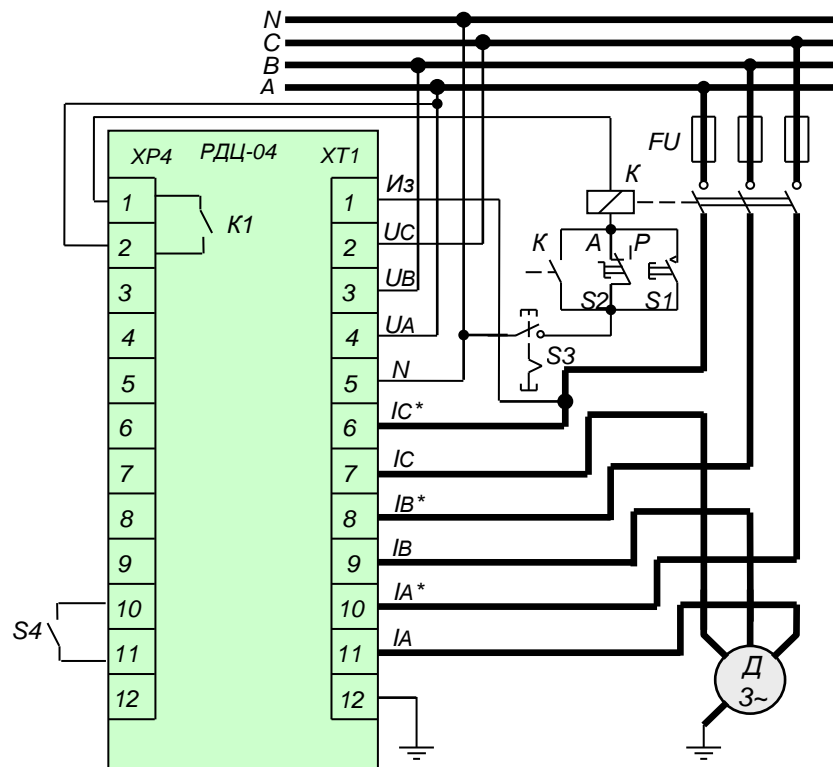 N
C
B
A
XP4 РДЦ-04 XT1
1
2
3
4
5
6
7
8
9
10
11
12
K1
S4
1
2
3
4
5
6
7
8
9
10
11
12
Из
UC
UB
UA
N
IC*
IC
IB*
IB
IA*
IA
FU
K
K
A P
S2 S1
S3
Д
3~